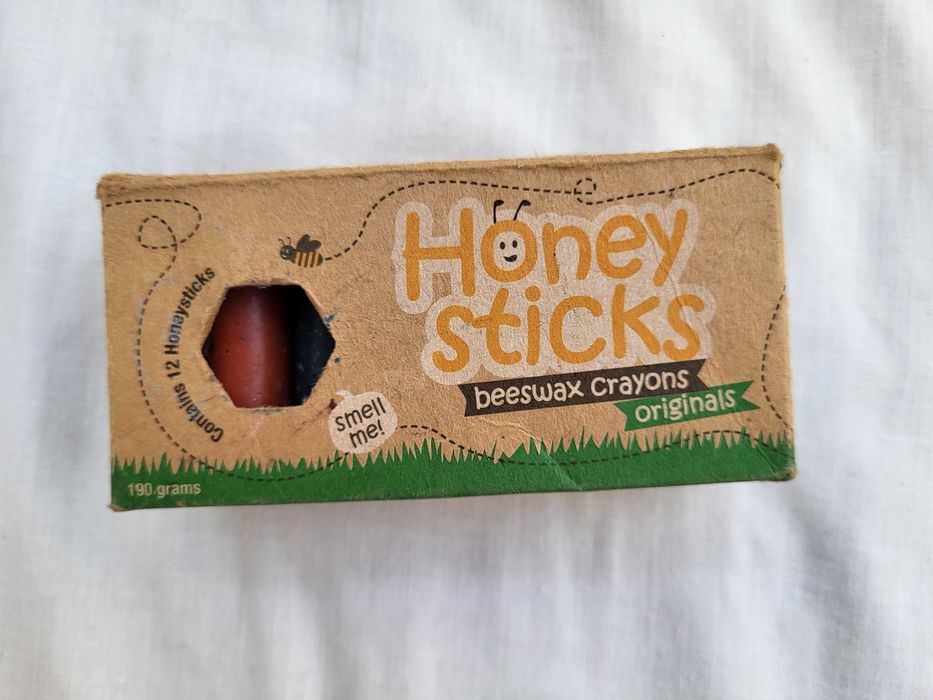 Honey
sticks
beeswax crayons
originals
Contains 12 Honeysticks
smell
me!
190 grams